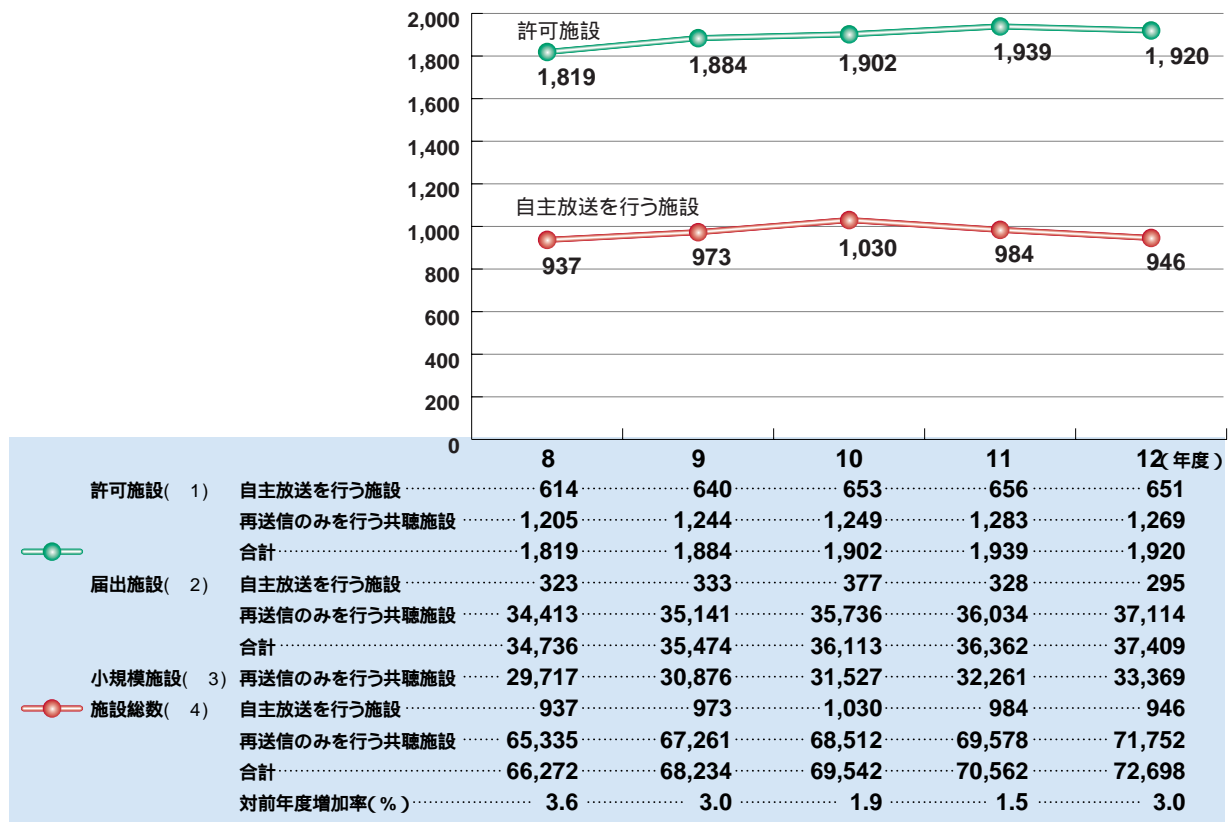 2,000
1,800
1,600
1,400
1,200
1,000
800
600
400
200
0
許可施設
1,819 1,884 1,902 1,939 1,920
自主放送を行う施設
937 973 1,030 984 946
8 9 10 11 12(年度)
許可施設( 1) 自主放送を行う施設 614 640 653 656 651
再送信のみを行う共聴施設 1,205 1,244 1,249 1,283 1,269
合計 1,819 1,884 1,902 1,939 1,920
届出施設( 2) 自主放送を行う施設 323 333 377 328 295
再送信のみを行う共聴施設 34,413 35,141 35,736 36,034 37,114
合計 34,736 35,474 36,113 36,362 37,409
小規模施設( 3) 再送信のみを行う共聴施設 29,717 30,876 31,527 32,261 33,369
施設総数( 4) 自主放送を行う施設 937 973 1,030 984 946
再送信のみを行う共聴施設 65,335 67,261 68,512 69,578 71,752
合計 66,272 68,234 69,542 70,562 72,698
対前年度増加率(%) 3.6 3.0 1.9 1.5 3.0